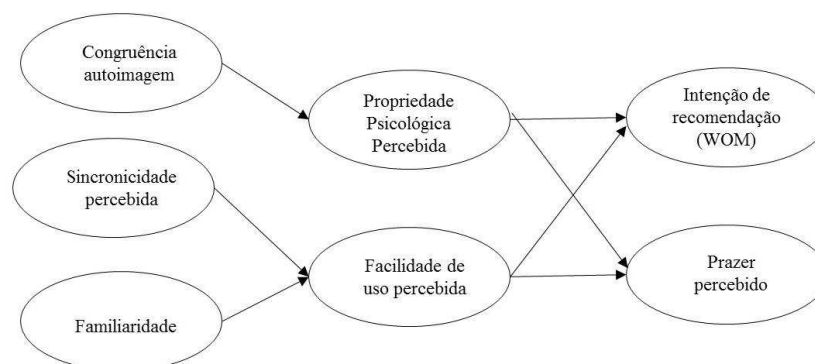 Congruência
autoimagem
Sincronicidade
percebida
Familiaridade
Propriedade
Psicológica
Percebida
Facilidade de
uso percebida
Intenção de
recomendação
(WOM)
Prazer
percebido